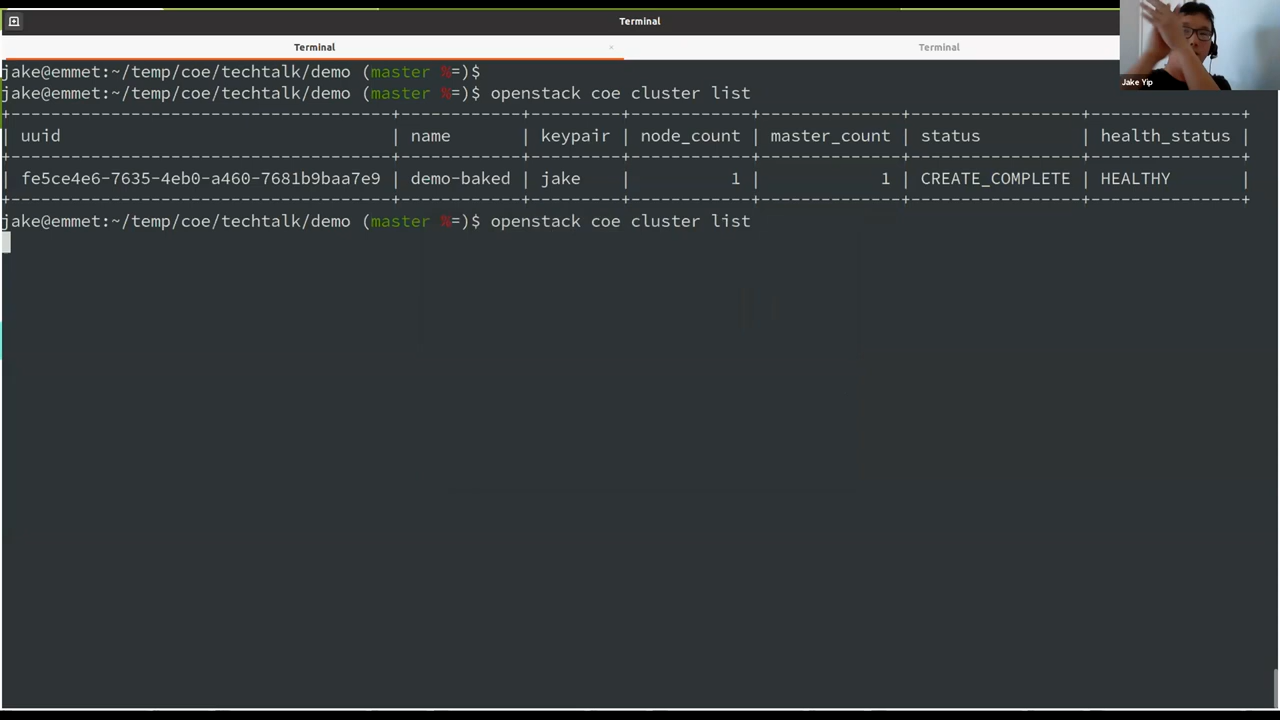 Terminal
Terminal × Terminal
Jake Yip
jake@emmet:~/temp/coe/techtalk/demo (master %=)$
jake@emmet:~/temp/coe/techtalk/demo (master %=)$ openstack coe cluster list
+--------------------------------------+------------+---------+------------+--------------+-----------------+---------------+
| uuid | name | keypair | node_count | master_count | status | health_status |
+--------------------------------------+------------+---------+------------+--------------+-----------------+---------------+
| fe5ce4e6-7635-4eb0-a460-7681b9baa7e9 | demo-baked | jake | 1 | 1 | CREATE_COMPLETE | HEALTHY |
+--------------------------------------+------------+---------+------------+--------------+-----------------+---------------+
jake@emmet:~/temp/coe/techtalk/demo (master %=)$ openstack coe cluster list